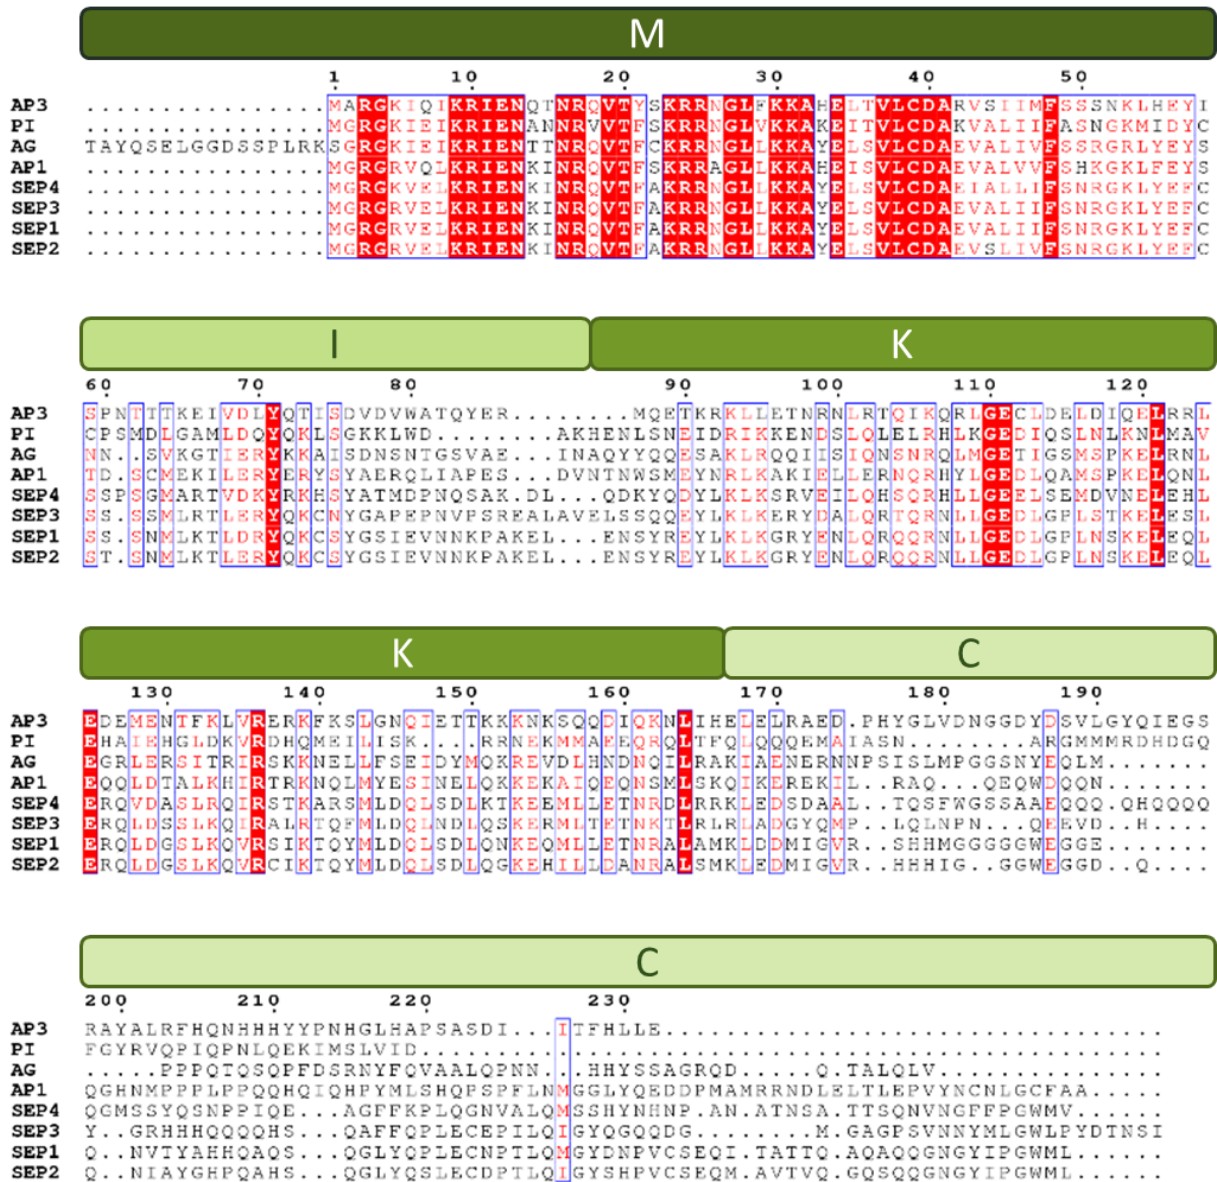 M
1 10 20 30 40 50
AP3 ................MARGKIQIKRIENQTNRQVTYSKRRNGLFKKAHELTVLCDARVSIIMFSSSNKLHEYI
PI ................MGRGKIEIKRIENANNRVVTFSKRRNGLVKKAKEITVLCDAKVALIIFASNGKMIDYC
AG TAYQSELGGDSSPLRKSGRGKIEIKRIENTTNRQVTFCKRRNGLLKKAYELSVLCDAEVALIVFSSRGRLYEYS
AP1 ................MGRGRVQLKRIENKINRQVTFSKRRAGLLKKAHEISVLCDAEVALVVFSHKGKLFEYS
SEP4 ................MGRGKVELKRIENKINRQVTFAKRRNGLLKKAYELSVLCDAEIALLIFSNRGKLYEFC
SEP3 ................MGRGRVELKRIENKINRQVTFAKRRNGLLKKAYELSVLCDAEVALIIFSNRGKLYEFC
SEP1 ................MGRGRVELKRIENKINRQVTFAKRRNGLLKKAYELSVLCDAEVALIIFSNRGKLYEFC
SEP2 ................MGRGRVELKRIENKINRQVTFAKRRNGLLKKAYELSVLCDAEVSLIVFSNRGKLYEFC
I K
60 70 80 90 100 110 120
AP3 SPNTTTKEIVDLYQTISDVDVWATQYER........MQETKRKLLETNRNLRTQIKQRLGECLDELDIQELRRL
PI CPSMDLGAMLDQYQKLSGKKLWD........AKHENLSNEIDRIKKENDSLQLELRHLKGEDIQSLNLKNLMAV
AG NN..SVKGTIERYKKAISDNSNTGSVAE...INAQYYQQESAKLRQQIISIQNSNRQLMGETIGSMSPKELRNL
AP1 TD.SCMEKILERYERYSYAERQLIAPES...DVNTNWSMEYNRLKAKIELLERNQRHYLGEDLQAMSPKELQNL
SEP4 SSPSGMARTVDKYRKHSYATMDPNQSAK.DL...QDKYQDYLKLKSRVEILQHSQRHLLGEELSEMDVNELEHL
SEP3 SS.SSMLRTLERYQKCNYGAPEPNVPSREALAVELSSQQEYLKLKERYDALQRTQRNLLGEDLGPLSTKELESL
SEP1 SS.SNMLKTLDRYQKCSYGSIEVNNKPAKEL...ENSYREYLKLKGRYENLQRQQRNLLGEDLGPLNSKELEQL
SEP2 ST.SNMLKTLERYQKCSYGSIEVNNKPAKEL...ENSYREYLKLKGRYENLQRQQRNLLGEDLGPLNSKELEQL
K C
130 140 150 160 170 180 190
AP3 EDEMENTFKLVRERKFKSLGNQIETTKKKNKSQQDIQKNLIHELELRAED.PHYGLVDNGGDYDSVLGYQIEGS
PI EHAIEHGLDKVRDHQMEILISK....RRNEKMMAEEQRQLTFQLQQQEMAIASN........ARGMMMRDHDGQ
AG EGRLERSITRIRSKKNELLFSEIDYMQKREVDLHNDNQILRAKIAENERNNPSISLMPGGSNYEQLM.......
AP1 EQQLDTALKHIRTRKNQLMYESINELQKKEKAIQEQNSMLSKQIKEREKIL..RAQ...QEQWDQQN.......
SEP4 ERQVDASLRQIRSTKARSMLDQLSDLKTKEEMLLETNRDLRRKLEDSDAAL..TQSFWGSSAAEQQQ.QHQQQQ
SEP3 ERQLDSSLKQIRALRTQFMLDQLNDLQSKERMLTETNKTLRLRLADGYQMP..LQLNPN...QEEVD..H....
SEP1 ERQLDGSLKQVRSIKTQYMLDQLSDLQNKEQMLLETNRALAMKLDDMIGVR..SHHMGGGGGWEGGE.......
SEP2 ERQLDGSLKQVRCIKTQYMLDQLSDLQGKEHILLDANRALSMKLEDMIGVR..HHHIG..GGWEGGD..Q....
C
200 210 220 230
AP3 RAYALRFHQNHHHYYPNHGLHAPSASDI...ITFHLLE.................................
PI FGYRVQPIQPNLQEKIMSLVID.................................................
AG .....PPPQTQSQPFDSRNYFQVAALQPNN...HHYSSAGRQD.....Q.TALQLV...............
AP1 QGHNMPPPLPPQQHQIQHPYMLSHQPSPFLNMGGLYQEDDPMAMRRNDLELTLEPVYNCNLGCFAA.....
SEP4 QGMSSYQSNPPIQE...AGFFKPLQGNVALQMSSHYNHNP.AN.ATNSA.TTSQNVNGFFPGWMV......
SEP3 Y..GRHHHQQQQHS...QAFFQPLECEPILQIGYQGQQDG........M.GAGPSVNNYMLGWLPYDTNSI
SEP1 Q..NVTYAHHQAQS...QGLYQPLECNPTLQMGYDNPVCSEQI.TATTQ.AQAQQGNGYIPGWML......
SEP2 Q..NIAYGHPQAHS...QGLYQSLECDPTLQIGYSHPVCSEQM.AVTVQ.GQSQQGNGYIPGWML......